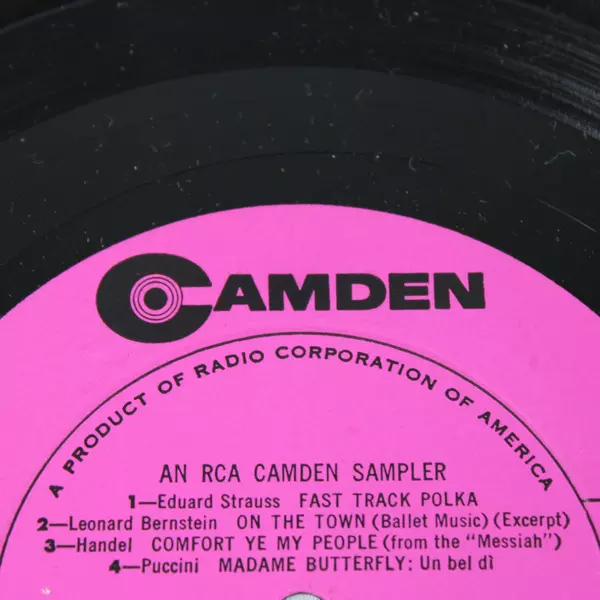 CAMDEN
A PRODUCT OF RADIO CORPORATION OF AMERICA
AN RCA CAMDEN SAMPLER
1—Eduard Strauss FAST TRACK POLKA
2—Leonard Bernstein ON THE TOWN (Ballet Music) (Excerpt)
3—Handel COMFORT YE MY PEOPLE (from the "Messiah")
4—Puccini MADAME BUTTERFLY: Un bel dì